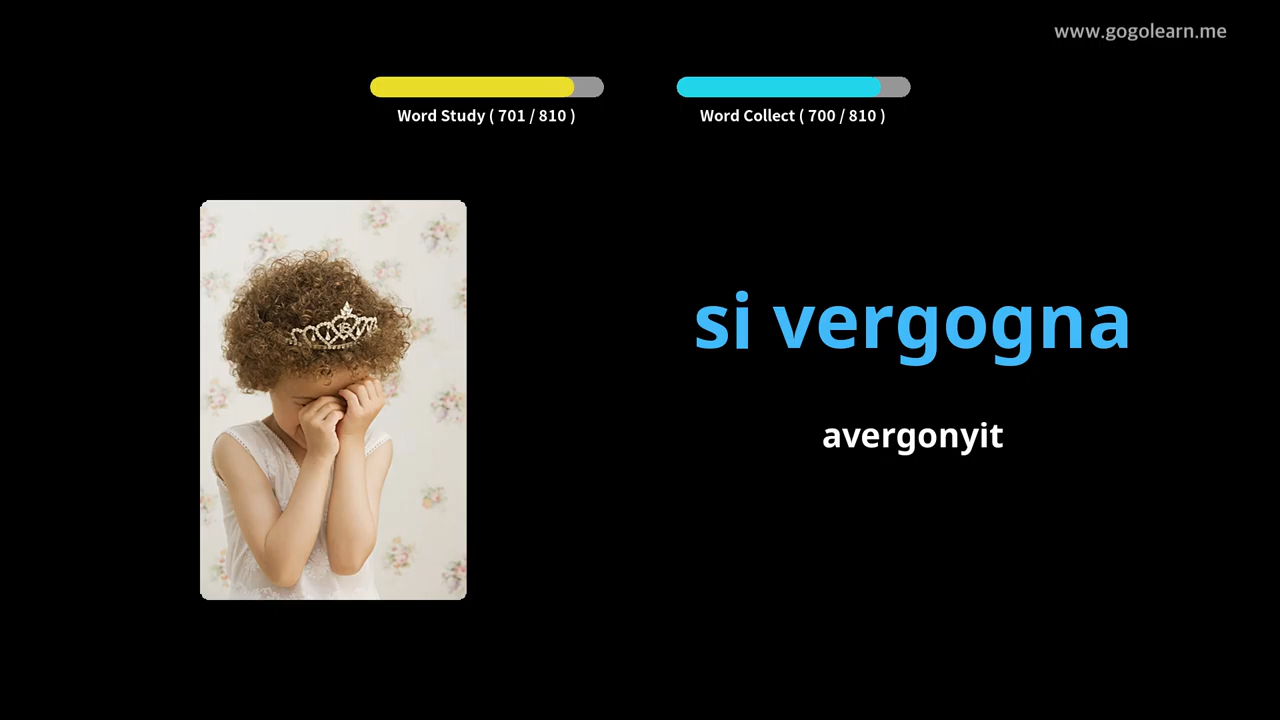 www.gogolearn.me
Word Study ( 701 / 810 )
Word Collect ( 700 / 810 )
si vergogna
avergonyit